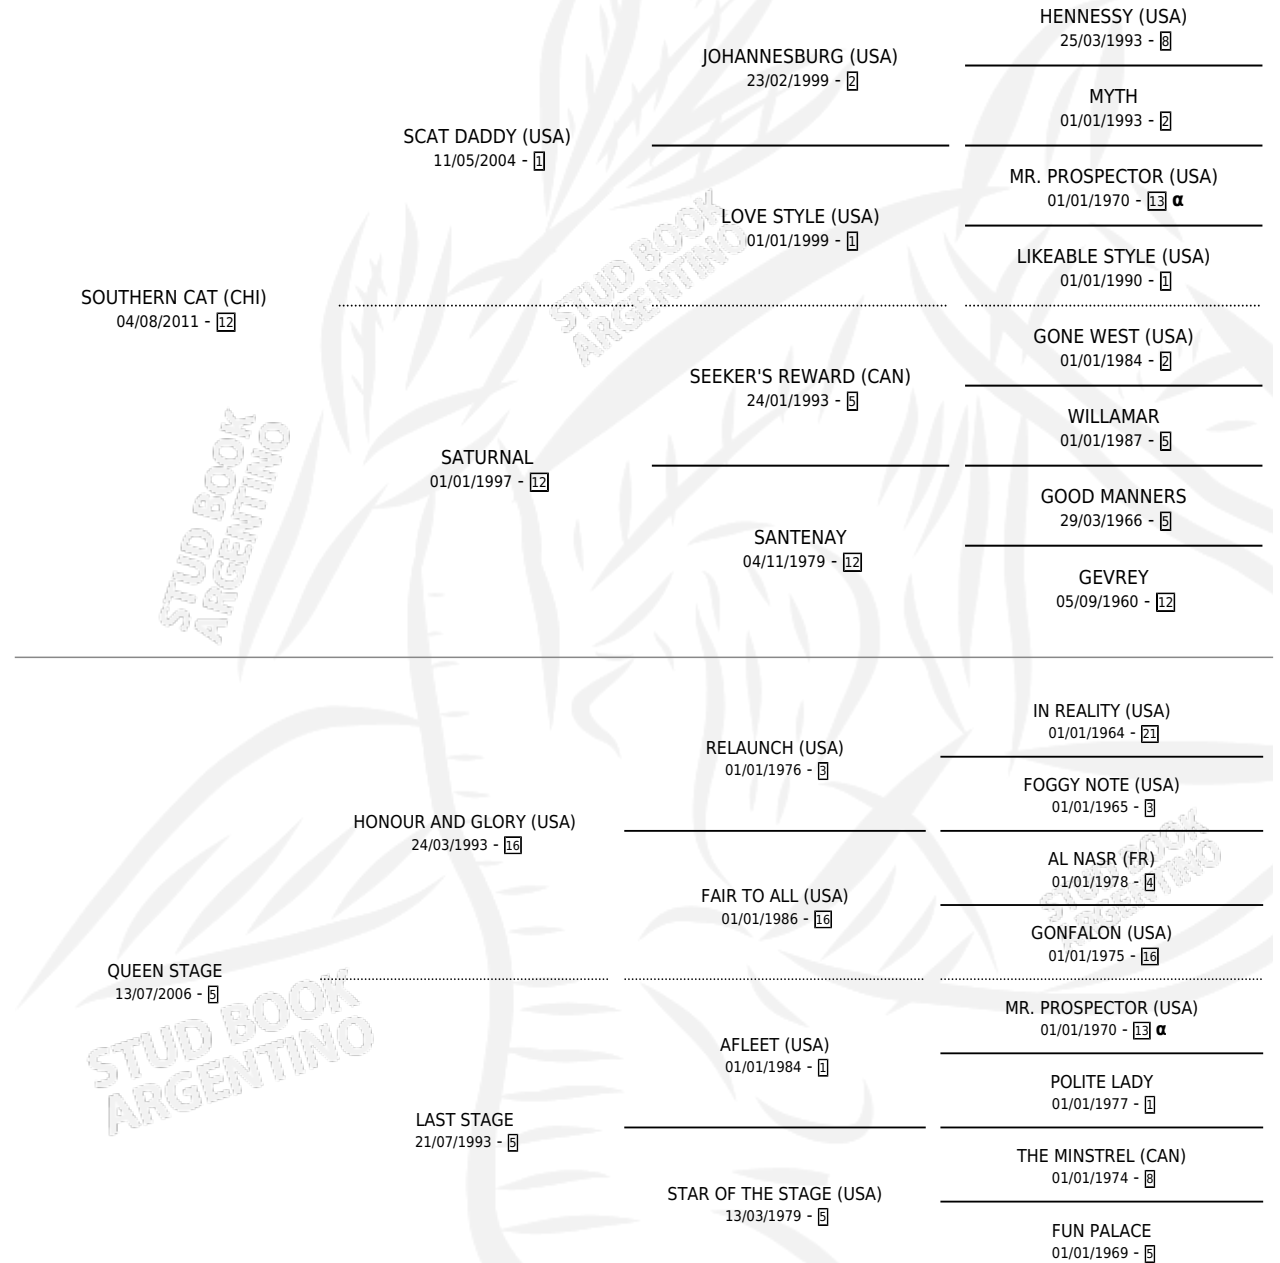 HENNESSY (USA)
25/03/1993 - 8
JOHANNESBURG (USA)
23/02/1999 - 2
MYTH
01/01/1993 - 2
SCAT DADDY (USA)
11/05/2004 - 1
MR. PROSPECTOR (USA)
01/01/1970 - 13 α
LOVE STYLE (USA)
01/01/1999 - 1
LIKEABLE STYLE (USA)
01/01/1990 - 1
SOUTHERN CAT (CHI)
04/08/2011 - 12
GONE WEST (USA)
01/01/1984 - 2
SEEKER'S REWARD (CAN)
24/01/1993 - 5
WILLAMAR
01/01/1987 - 5
SATURNAL
01/01/1997 - 12
GOOD MANNERS
29/03/1966 - 5
SANTENAY
04/11/1979 - 12
GEVREY
05/09/1960 - 12
IN REALITY (USA)
01/01/1964 - 21
RELAUNCH (USA)
01/01/1976 - 3
FOGGY NOTE (USA)
01/01/1965 - 3
HONOUR AND GLORY (USA)
24/03/1993 - 16
AL NASR (FR)
01/01/1978 - 4
FAIR TO ALL (USA)
01/01/1986 - 16
GONFALON (USA)
01/01/1975 - 16
QUEEN STAGE
13/07/2006 - 5
MR. PROSPECTOR (USA)
01/01/1970 - 13 α
AFLEET (USA)
01/01/1984 - 1
POLITE LADY
01/01/1977 - 1
LAST STAGE
21/07/1993 - 5
THE MINSTREL (CAN)
01/01/1974 - 8
STAR OF THE STAGE (USA)
13/03/1979 - 5
FUN PALACE
01/01/1969 - 5
STUD BOOK
ARGENTINO
STUD BOOK
ARGENTINO
STUD BOOK
ARGENTINO
STUD BOOK
ARGENTINO